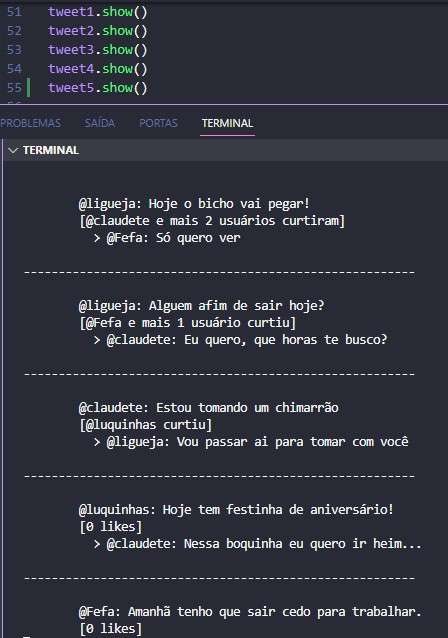 51 tweet1.show()
52 tweet2.show()
53 tweet3.show()
54 tweet4.show()
55 tweet5.show()
PROBLEMAS SAÍDA PORTAS TERMINAL
TERMINAL
@ligueja: Hoje o bicho vai pegar!
[@claudete e mais 2 usuários curtiram]
> @Fefa: Só quero ver
--------------------------------------------------------
@ligueja: Alguem afim de sair hoje?
[@Fefa e mais 1 usuário curtiu]
> @claudete: Eu quero, que horas te busco?
--------------------------------------------------------
@claudete: Estou tomando um chimarrão
[@luquinhas curtiu]
> @ligueja: Vou passar ai para tomar com você
--------------------------------------------------------
@luquinhas: Hoje tem festinha de aniversário!
[0 likes]
> @claudete: Nessa boquinha eu quero ir heim...
--------------------------------------------------------
@Fefa: Amanhã tenho que sair cedo para trabalhar.
[0 likes]